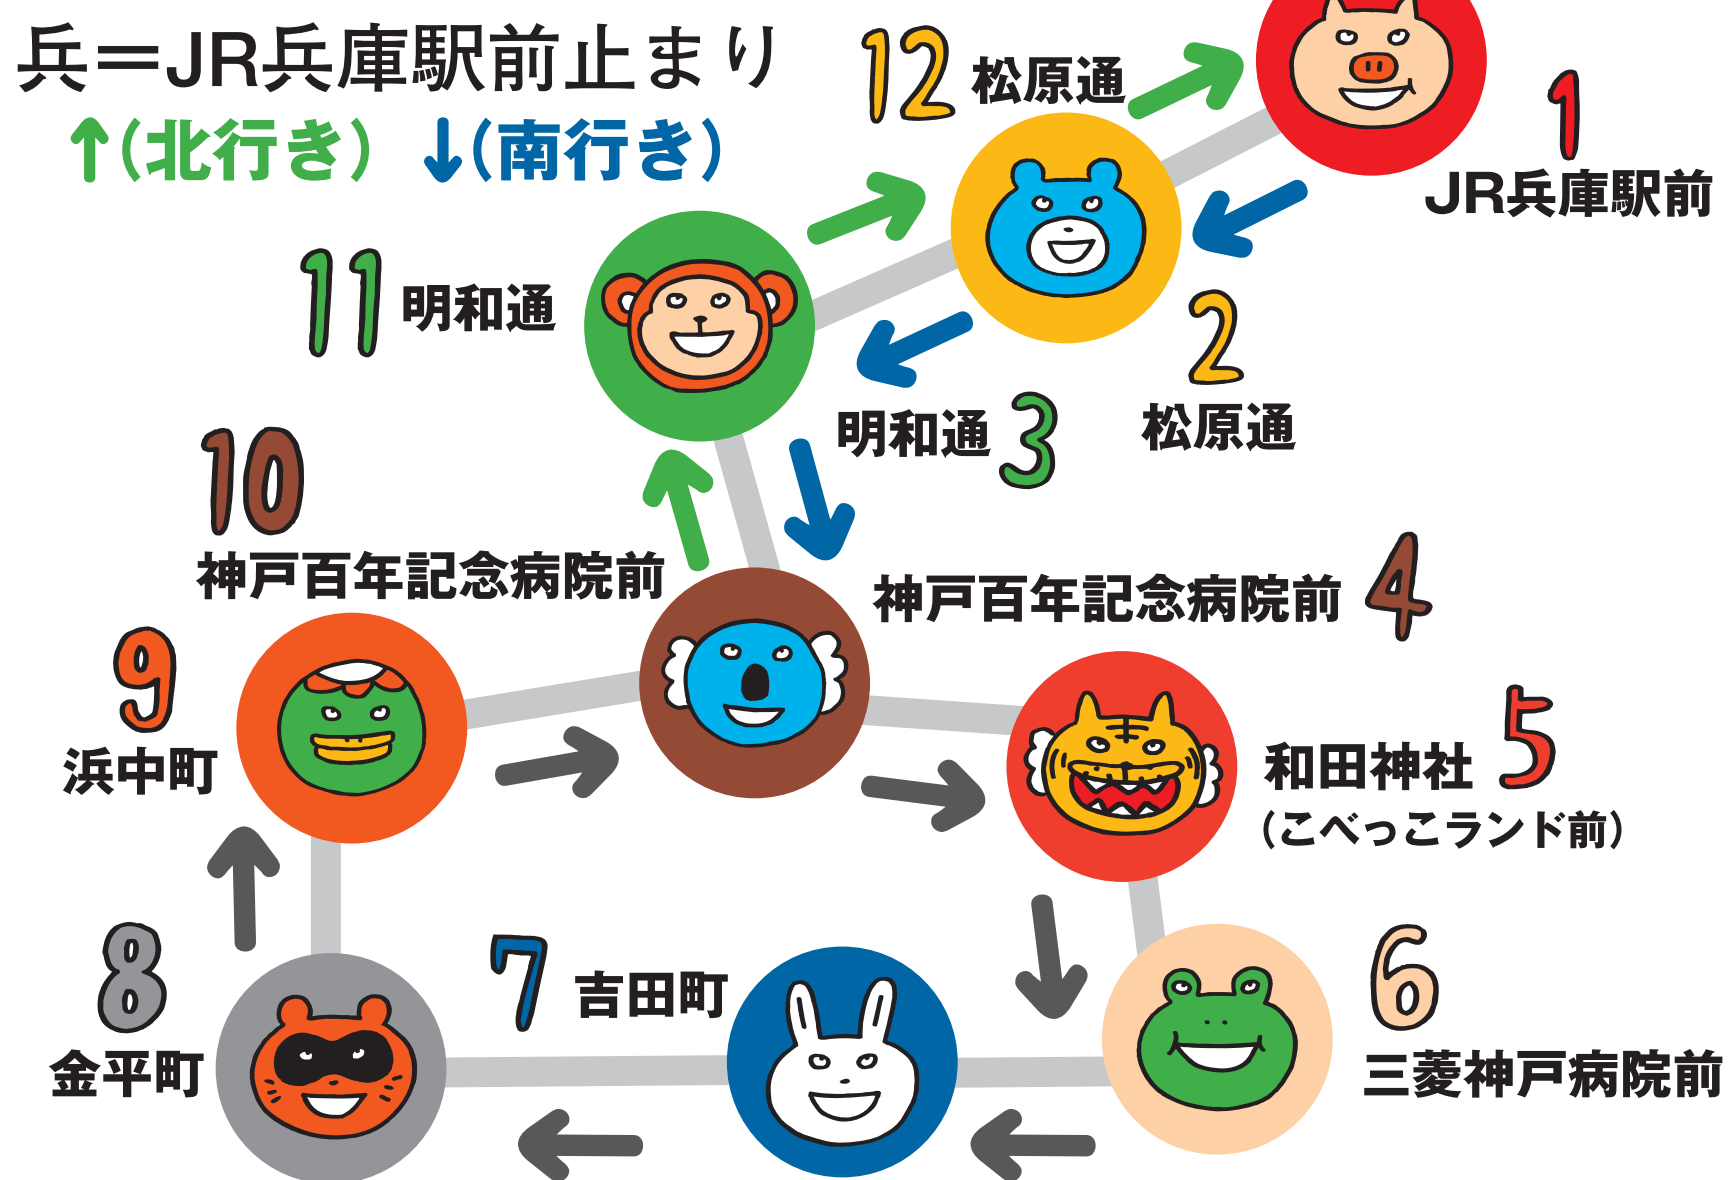 兵＝JR兵庫駅前止まり
↑(北行き) ↓(南行き)
12 松原通
1
JR兵庫駅前
11 明和通
2
松原通
明和通 3
10
神戸百年記念病院前
神戸百年記念病院前 4
9
浜中町
和田神社 5
(こべっこランド前)
8
金平町
7 吉田町
6
三菱神戸病院前